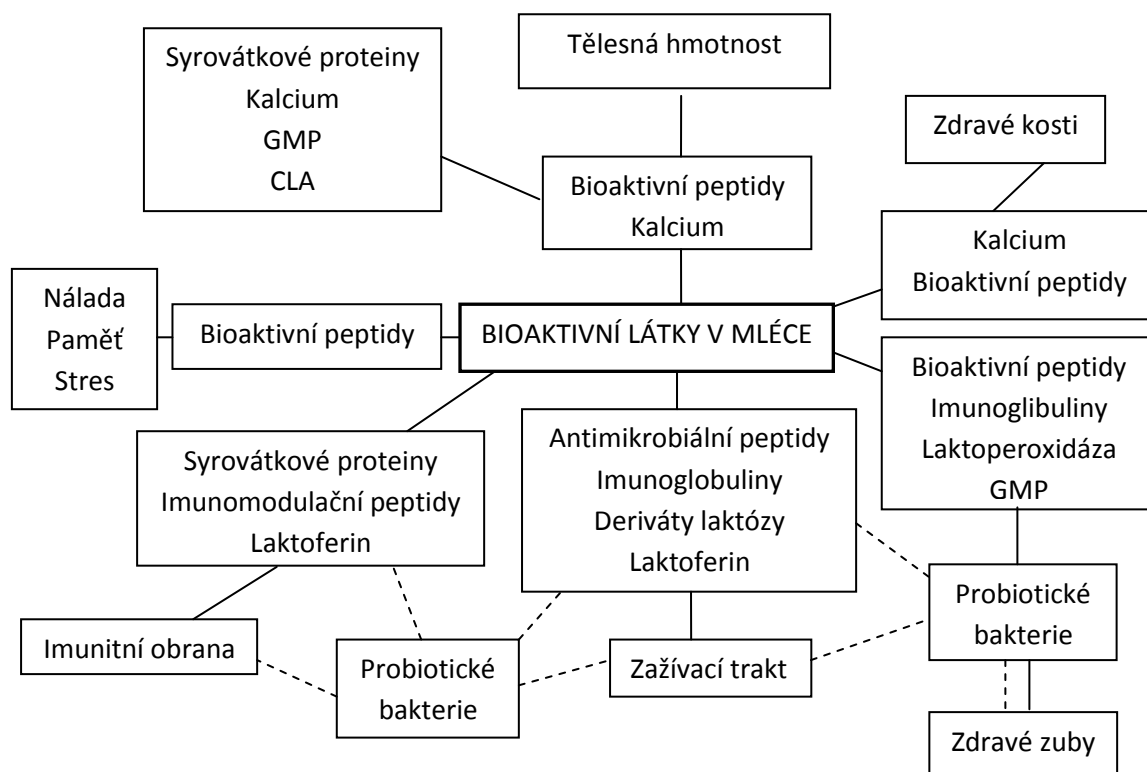 Tělesná hmotnost
Syrovátkové proteiny
Kalcium
GMP
CLA
Zdravé kosti
Bioaktivní peptidy
Kalcium
Kalcium
Bioaktivní peptidy
Nálada
Paměť
Stres
Bioaktivní peptidy
BIOAKTIVNÍ LÁTKY V MLÉCE
Bioaktivní peptidy
Imunoglibuliny
Laktoperoxidáza
GMP
Syrovátkové proteiny
Imunomodulační peptidy
Laktoferin
Antimikrobiální peptidy
Imunoglobuliny
Deriváty laktózy
Laktoferin
Imunitní obrana
Probiotické
bakterie
Zažívací trakt
Probiotické
bakterie
Zdravé zuby